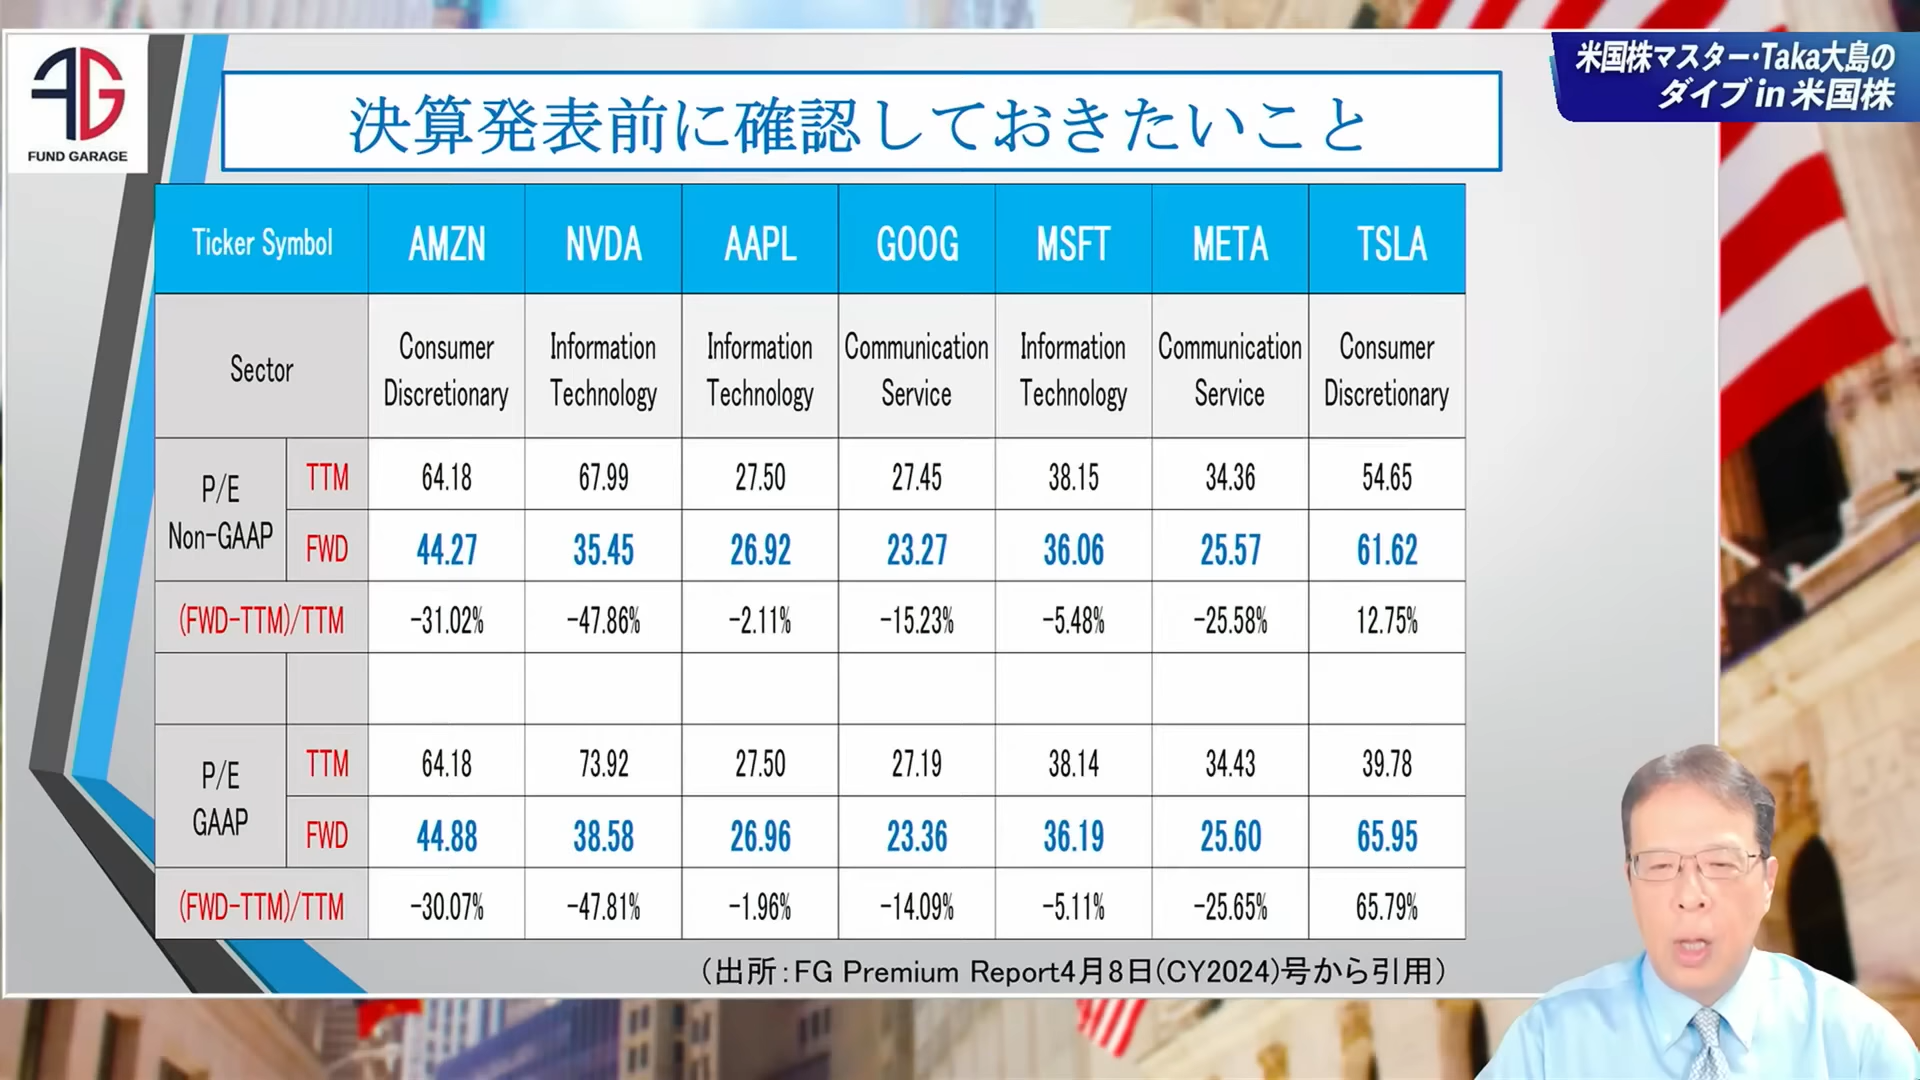 FUND GARAGE
決算発表前に確認しておきたいこと
米国株マスター・Taka大島の
ダイブ in 米国株
Ticker Symbol AMZN NVDA AAPL GOOG MSFT META TSLA
Sector Consumer Discretionary Information Technology Information Technology Communication Service Information Technology Communication Service Consumer Discretionary
P/E Non-GAAP TTM 64.18 67.99 27.50 27.45 38.15 34.36 54.65
FWD 44.27 35.45 26.92 23.27 36.06 25.57 61.62
(FWD-TTM)/TTM -31.02% -47.86% -2.11% -15.23% -5.48% -25.58% 12.75%
P/E GAAP TTM 64.18 73.92 27.50 27.19 38.14 34.43 39.78
FWD 44.88 38.58 26.96 23.36 36.19 25.60 65.95
(FWD-TTM)/TTM -30.07% -47.81% -1.96% -14.09% -5.11% -25.65% 65.79%
（出所：FG Premium Report4月8日(CY2024)号から引用）